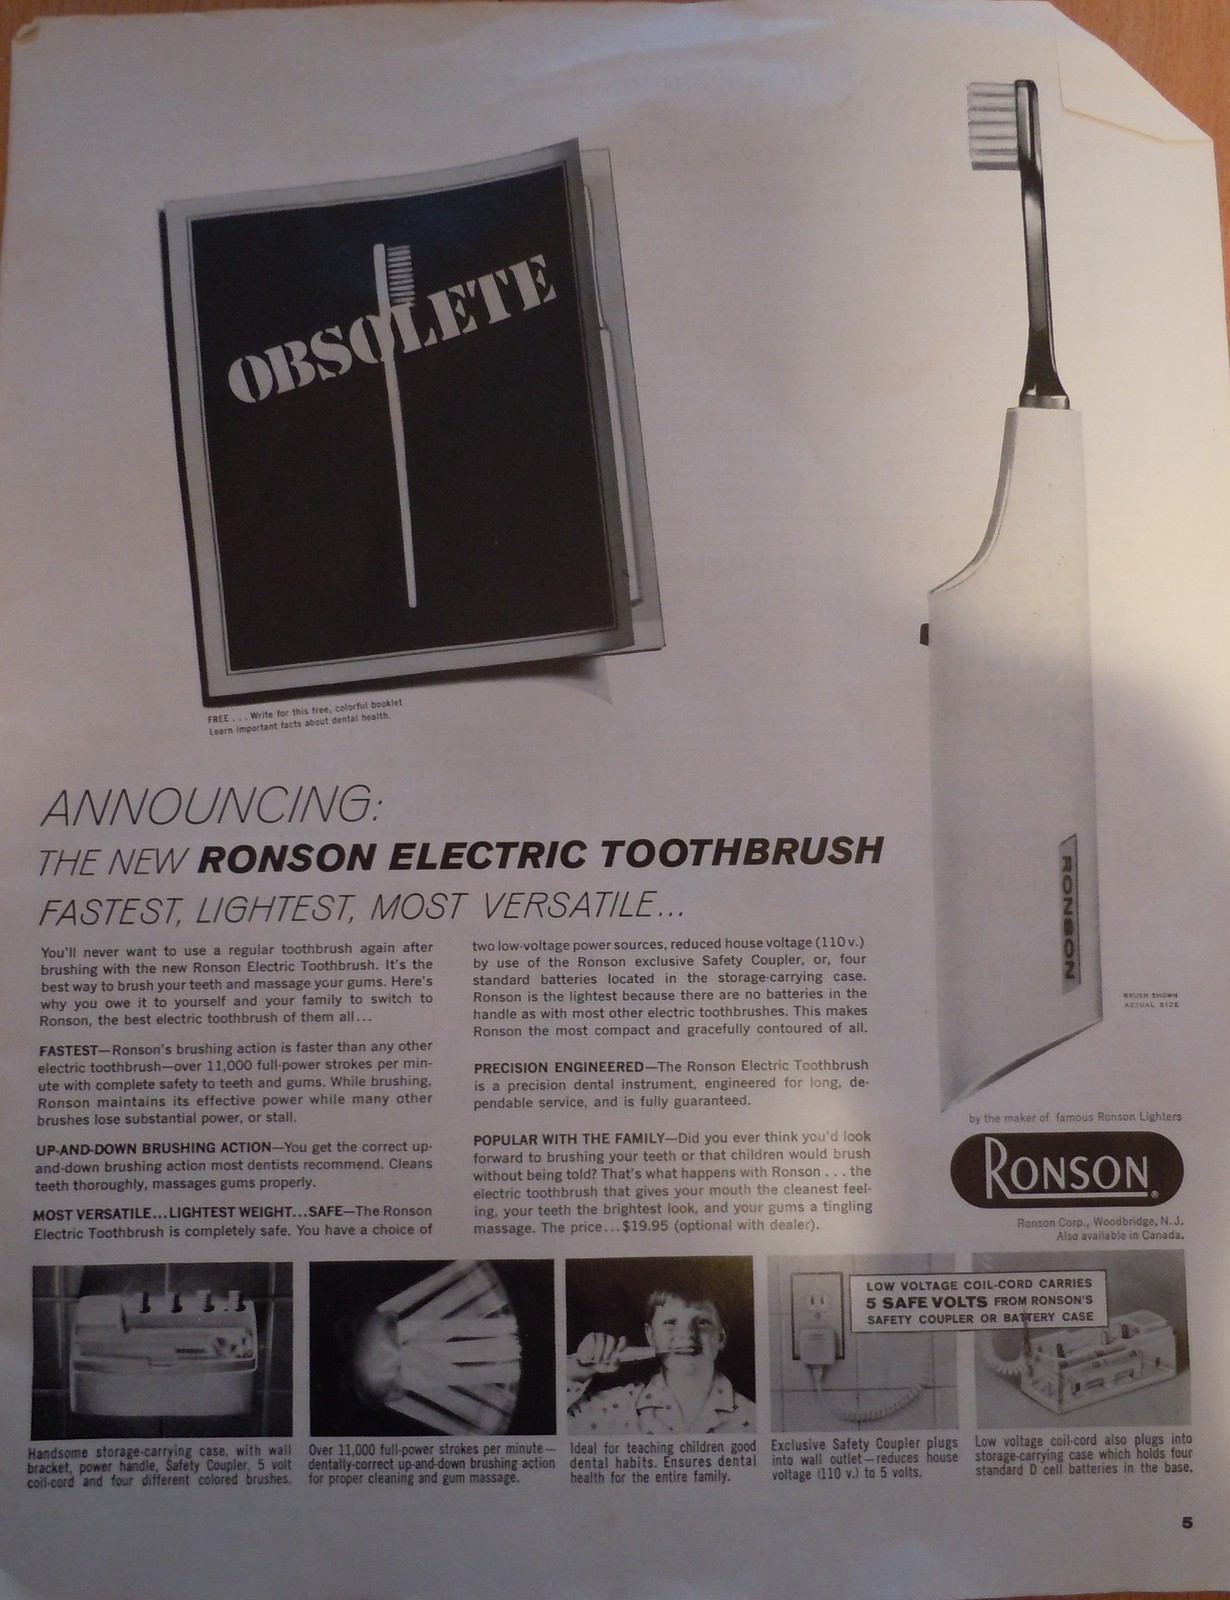 OBSOLETE
FREE . . . Write for this free, colorful booklet
Learn important facts about dental health.
ANNOUNCING:
THE NEW RONSON ELECTRIC TOOTHBRUSH
FASTEST, LIGHTEST, MOST VERSATILE...
You'll never want to use a regular toothbrush again after
brushing with the new Ronson Electric Toothbrush. It's the
best way to brush your teeth and massage your gums. Here's
why you owe it to yourself and your family to switch to
Ronson, the best electric toothbrush of them all...
FASTEST—Ronson's brushing action is faster than any other
electric toothbrush—over 11,000 full-power strokes per min-
ute with complete safety to teeth and gums. While brushing,
Ronson maintains its effective power while many other
brushes lose substantial power, or stall.
UP-AND-DOWN BRUSHING ACTION—You get the correct up-
and-down brushing action most dentists recommend. Cleans
teeth thoroughly, massages gums properly.
MOST VERSATILE...LIGHTEST WEIGHT...SAFE—The Ronson
Electric Toothbrush is completely safe. You have a choice of
two low-voltage power sources, reduced house voltage (110 v.)
by use of the Ronson exclusive Safety Coupler, or, four
standard batteries located in the storage-carrying case.
Ronson is the lightest because there are no batteries in the
handle as with most other electric toothbrushes. This makes
Ronson the most compact and gracefully contoured of all.
PRECISION ENGINEERED—The Ronson Electric Toothbrush
is a precision dental instrument, engineered for long, de-
pendable service, and is fully guaranteed.
POPULAR WITH THE FAMILY—Did you ever think you'd look
forward to brushing your teeth or that children would brush
without being told? That's what happens with Ronson . . . the
electric toothbrush that gives your mouth the cleanest feel-
ing, your teeth the brightest look, and your gums a tingling
massage. The price...$19.95 (optional with dealer).
RONSON
BRUSH SHOWN
ACTUAL SIZE
by the maker of famous Ronson Lighters
RONSON®
Ronson Corp., Woodbridge, N. J.
Also available in Canada.
LOW VOLTAGE COIL-CORD CARRIES
5 SAFE VOLTS FROM RONSON'S
SAFETY COUPLER OR BATTERY CASE
Handsome storage-carrying case, with wall
bracket, power handle, Safety Coupler, 5 volt
coil-cord and four different colored brushes.
Over 11,000 full-power strokes per minute—
dentally-correct up-and-down brushing action
for proper cleaning and gum massage.
Ideal for teaching children good
dental habits. Ensures dental
health for the entire family.
Exclusive Safety Coupler plugs
into wall outlet—reduces house
voltage (110 v.) to 5 volts.
Low voltage coil-cord also plugs into
storage-carrying case which holds four
standard D cell batteries in the base.
5